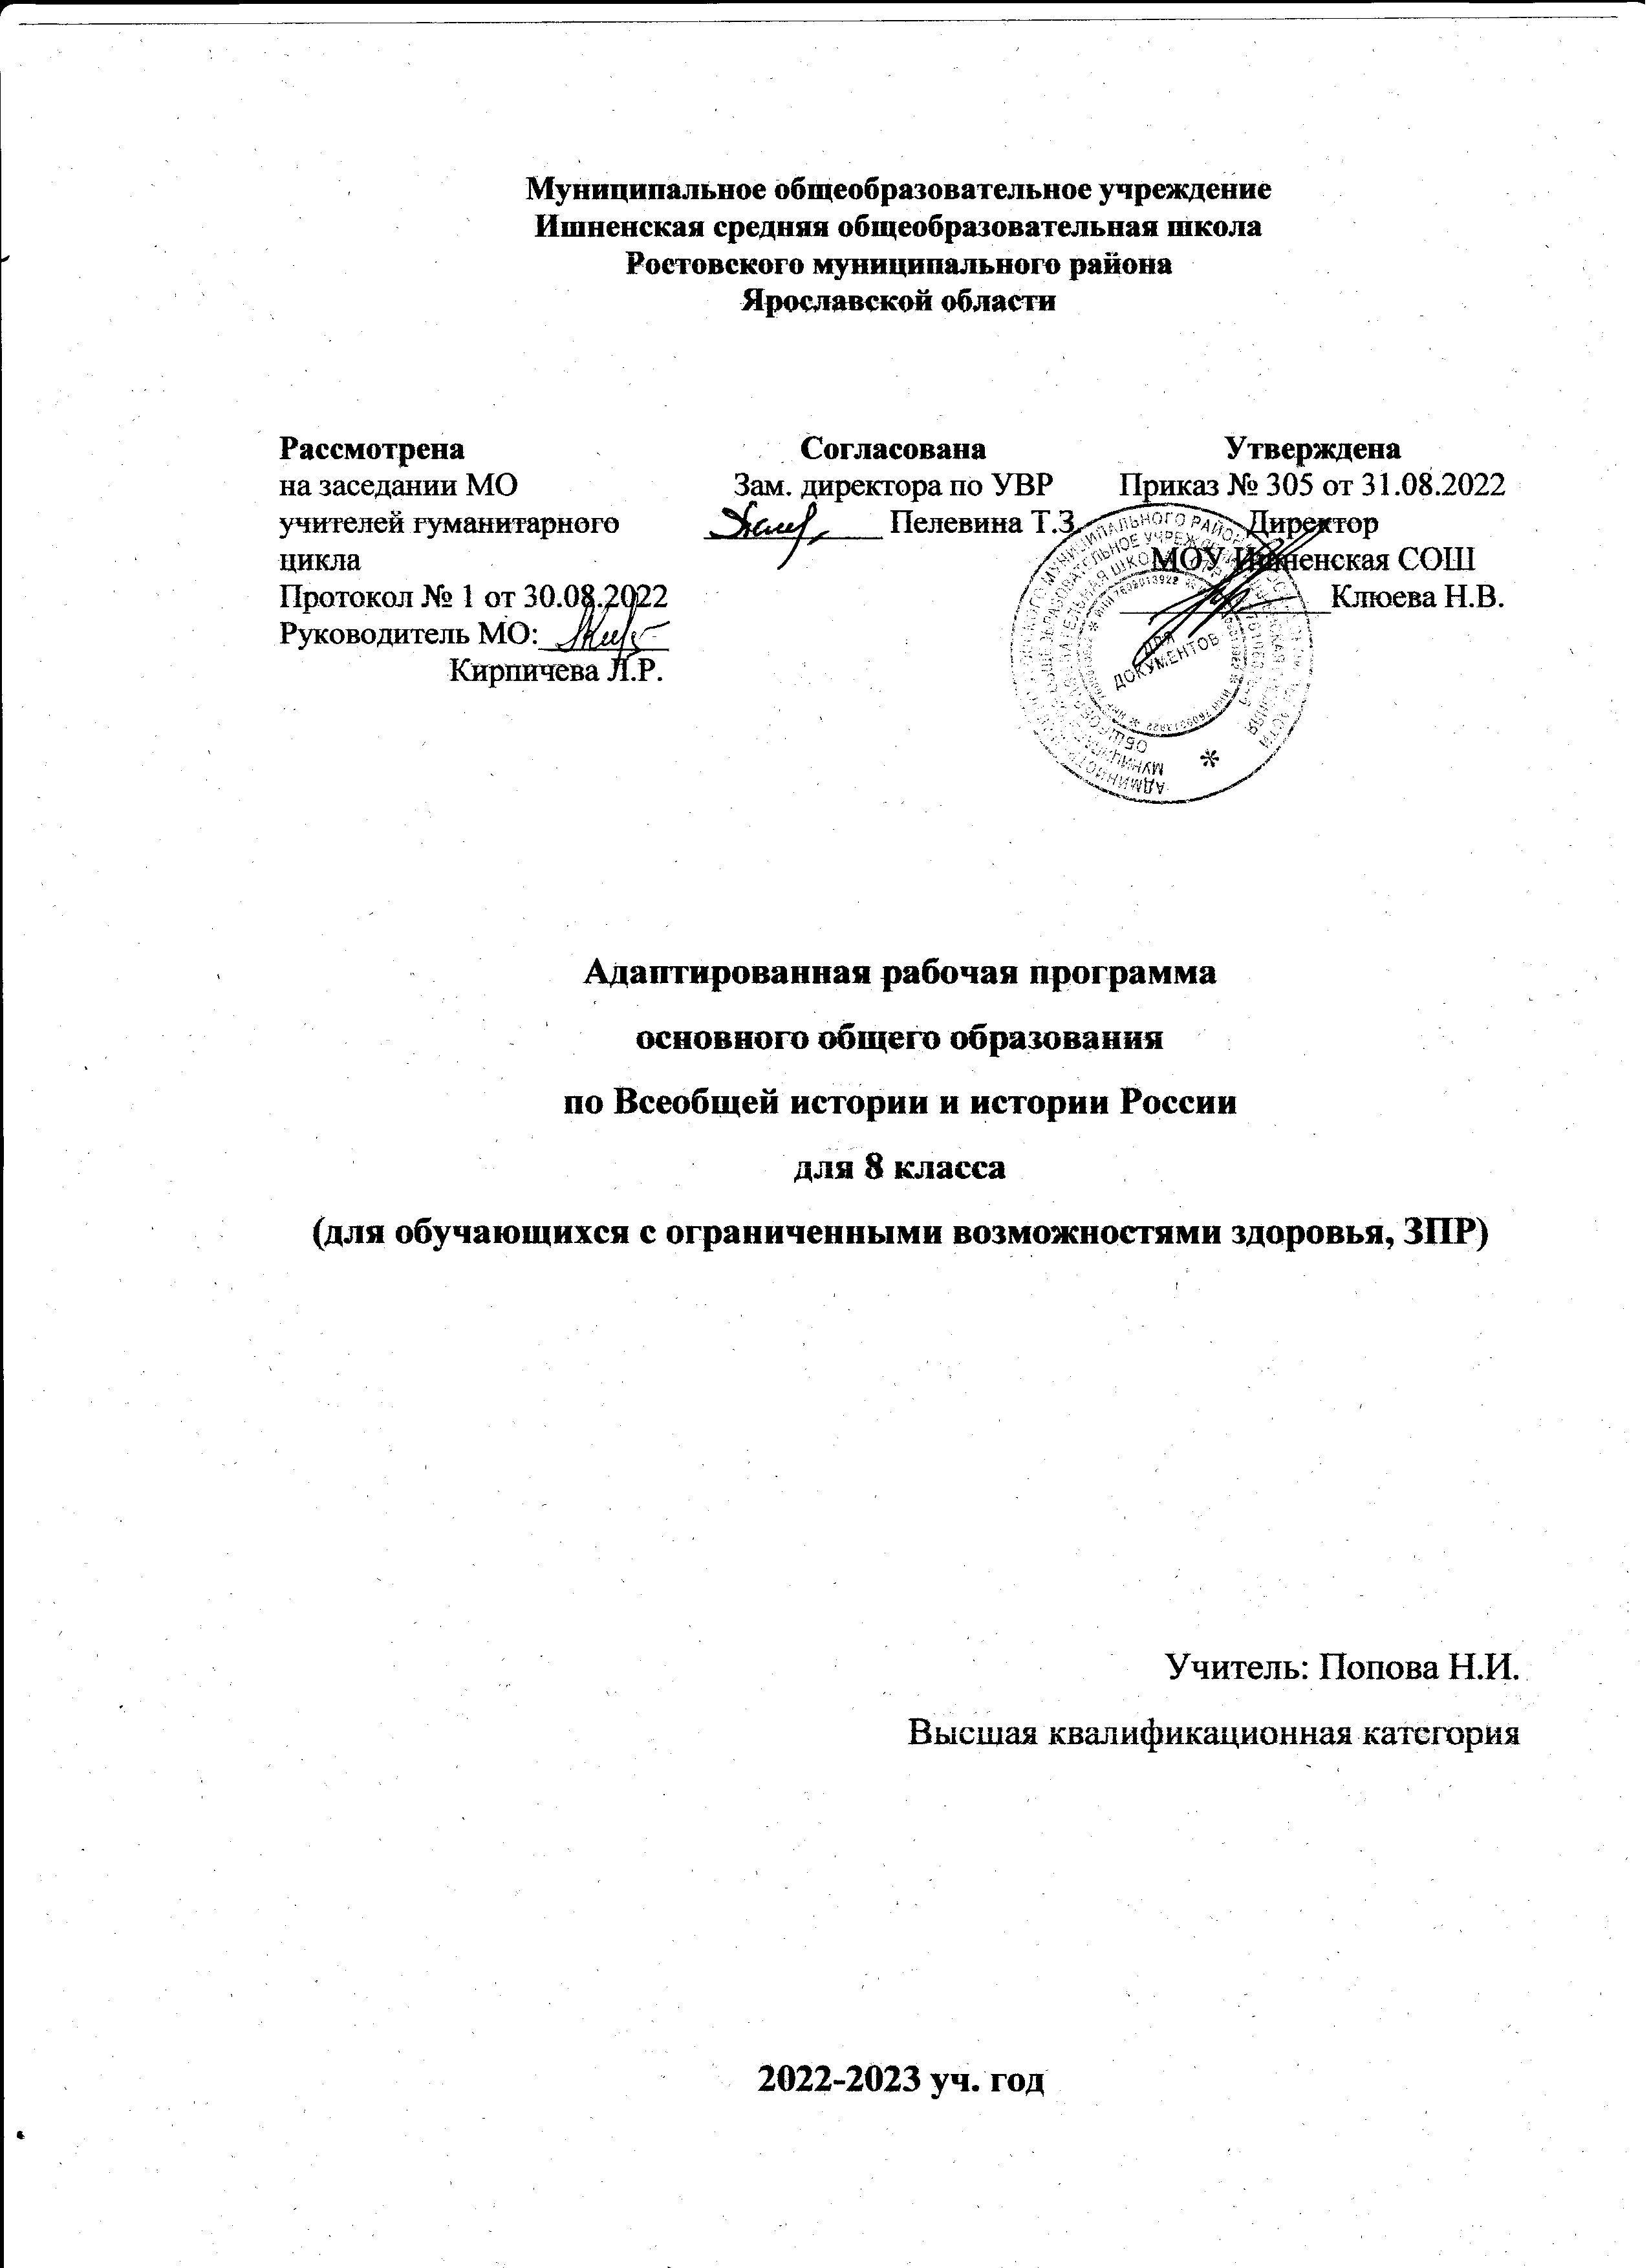 Муниципальное общеобразовательное учреждение
Ишненская средняя общеобразовательная школа
Ростовского муниципального района
Ярославской области
Рассмотрена
на заседании МО
учителей гуманитарного
цикла
Протокол № 1 от 30.08.2022
Руководитель МО:
Кирпичева Л.Р.
Согласована
Зам. директора по УВР
Пелевина Т.З.
Утверждена
Приказ № 305 от 31.08.2022
Директор
МОУ Ишненская СОШ
Клюева Н.В.
ДЛЯ
ДОКУМЕНТОВ
Адаптированная рабочая программа
основного общего образования
по Всеобщей истории и истории России
для 8 класса
(для обучающихся с ограниченными возможностями здоровья, ЗПР)
Учитель: Попова Н.И.
Высшая квалификационная категория
2022-2023 уч. год